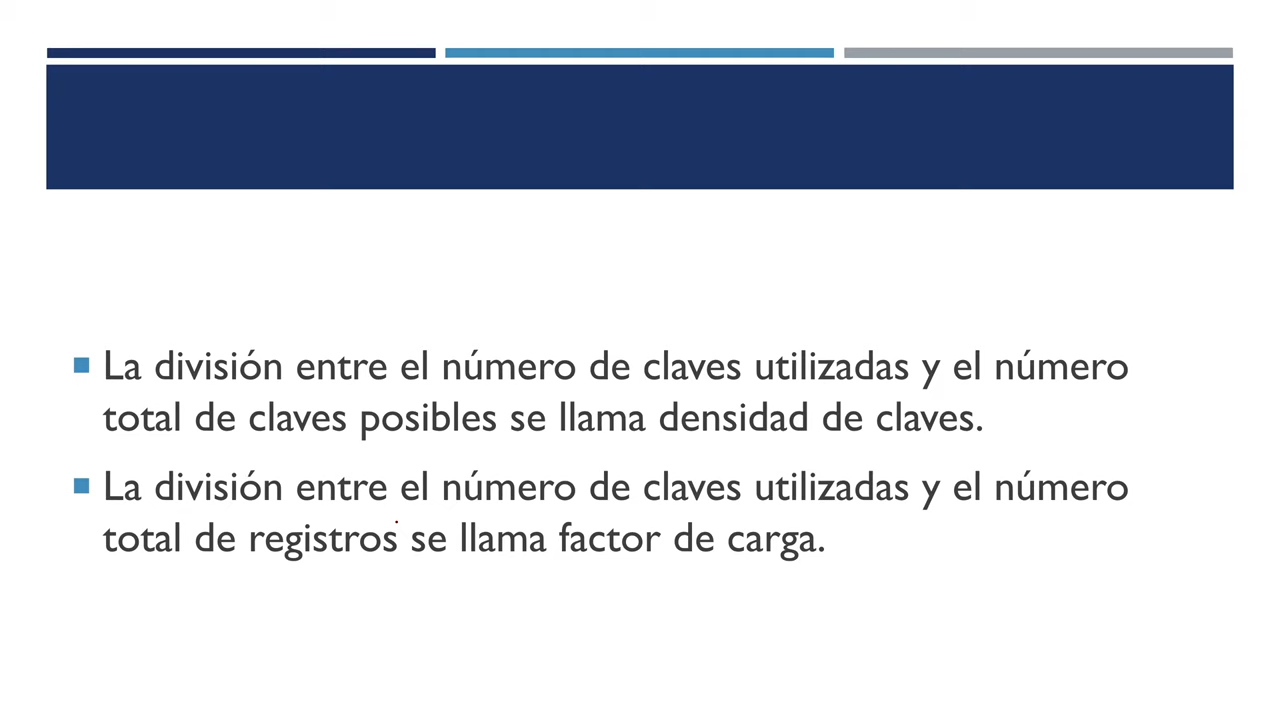 La división entre el número de claves utilizadas y el número
total de claves posibles se llama densidad de claves.
La división entre el número de claves utilizadas y el número
total de registros se llama factor de carga.